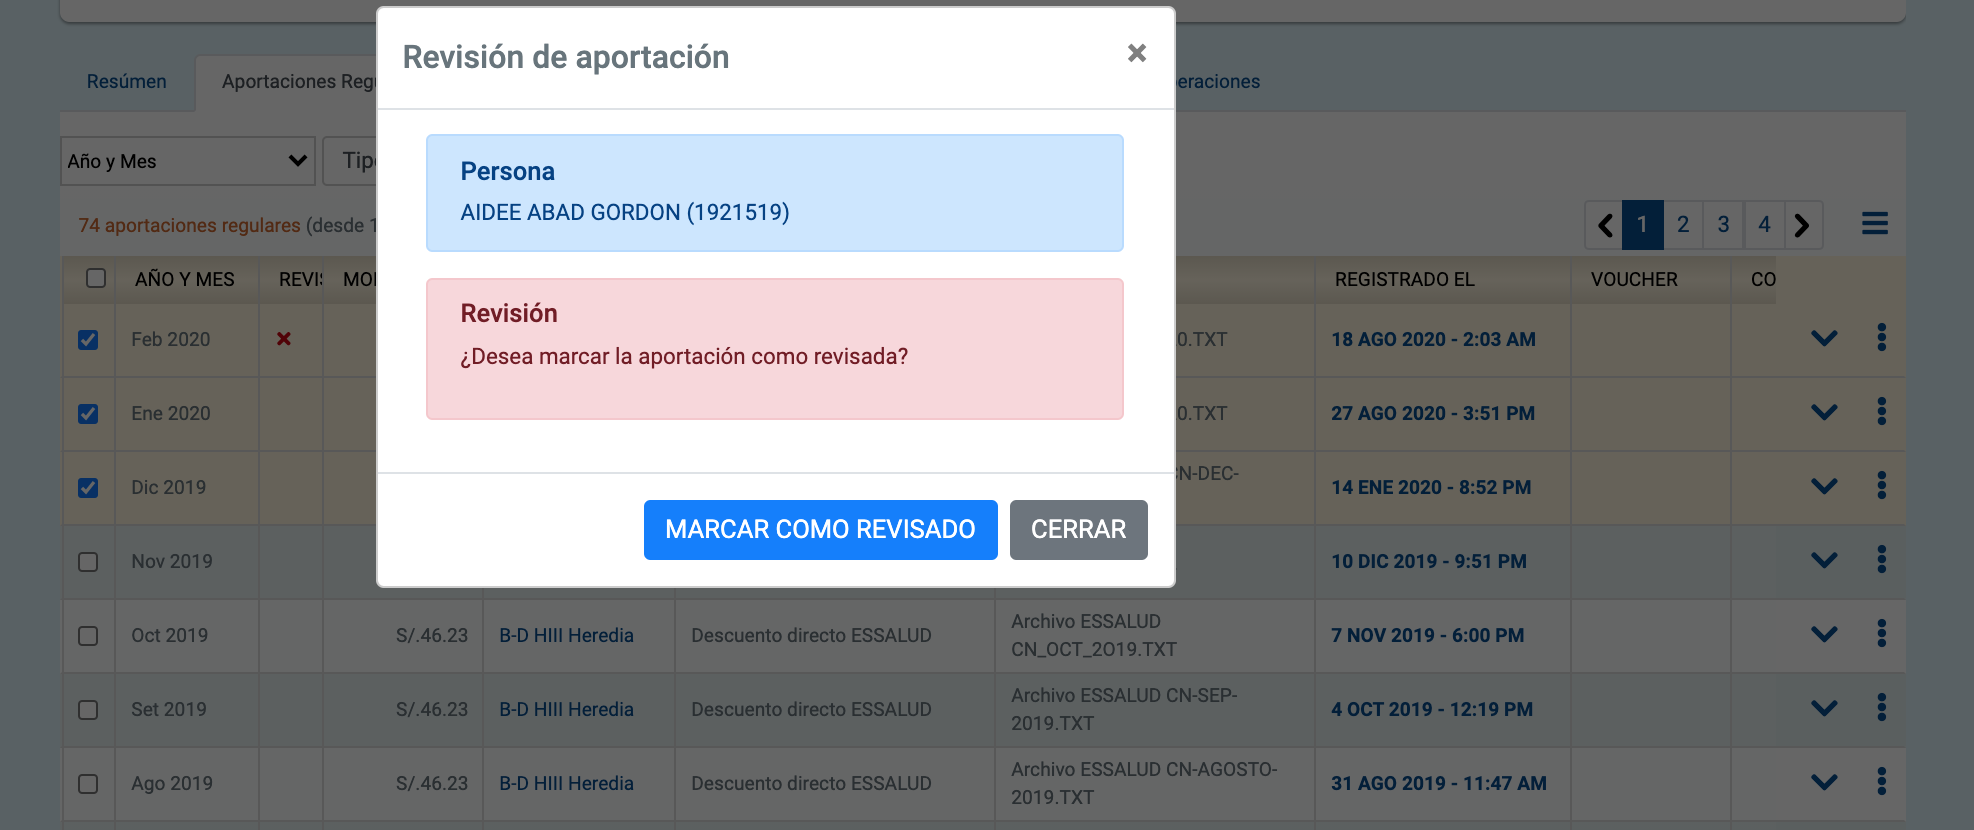 Revisión de aportación
×
Persona
AIDEE ABAD GORDON (1921519)
Revisión
¿Desea marcar la aportación como revisada?
MARCAR COMO REVISADO
CERRAR
Resúmen
Aportaciones Regu
eraciones
Año y Mes
Tipo
74 aportaciones regulares (desde 1
1 2 3 4
AÑO Y MES REVIS MON REGISTRADO EL VOUCHER CO
Feb 2020 0.TXT 18 AGO 2020 - 2:03 AM
Ene 2020 0.TXT 27 AGO 2020 - 3:51 PM
Dic 2019 CN-DEC- 14 ENE 2020 - 8:52 PM
Nov 2019 10 DIC 2019 - 9:51 PM
Oct 2019 S/.46.23 B-D HIII Heredia Descuento directo ESSALUD Archivo ESSALUD CN_OCT_2O19.TXT 7 NOV 2019 - 6:00 PM
Set 2019 S/.46.23 B-D HIII Heredia Descuento directo ESSALUD Archivo ESSALUD CN-SEP-2019.TXT 4 OCT 2019 - 12:19 PM
Ago 2019 S/.46.23 B-D HIII Heredia Descuento directo ESSALUD Archivo ESSALUD CN-AGOSTO-2019.TXT 31 AGO 2019 - 11:47 AM